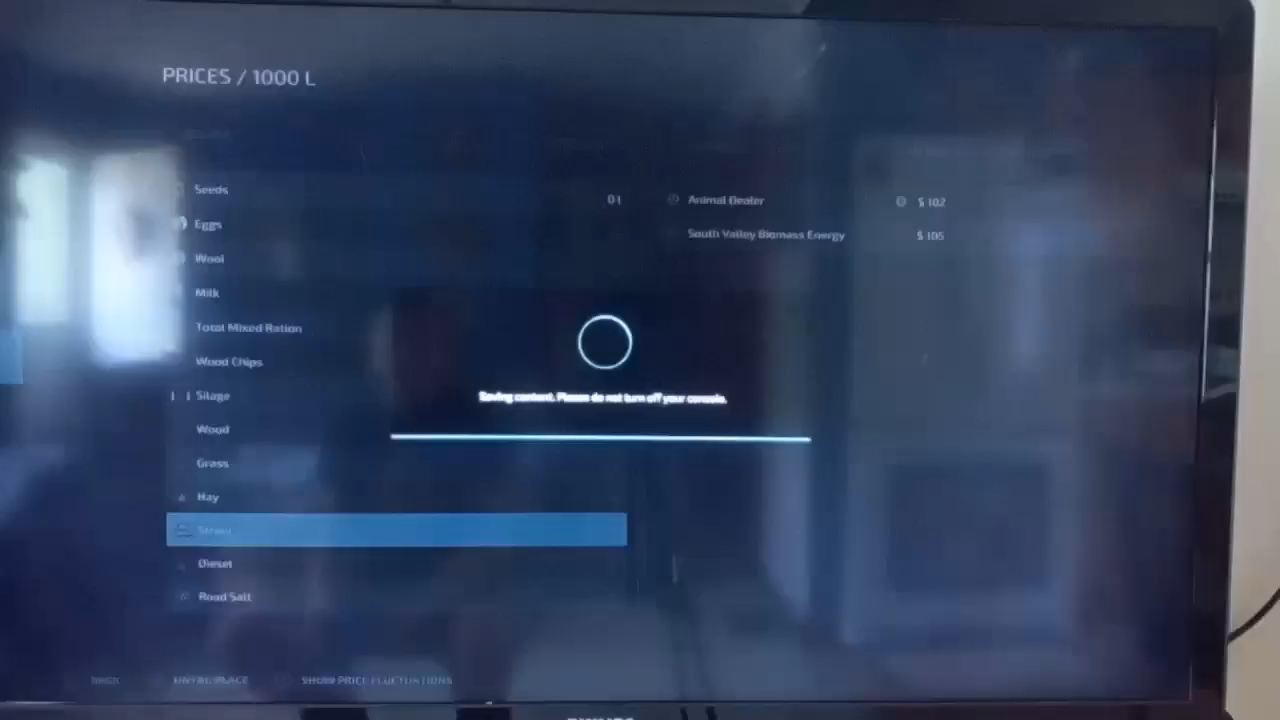 PRICES / 1000 L
Seeds
01
Animal Dealer
$ 102
Eggs
South Valley Biomass Energy
$ 105
Wool
Milk
Total Mixed Ration
Wood Chips
Saving content. Please do not turn off your console.
Silage
Wood
Grass
Hay
Straw
Diesel
Road Salt
BACK
SHOW PRICE FLUCTUATIONS